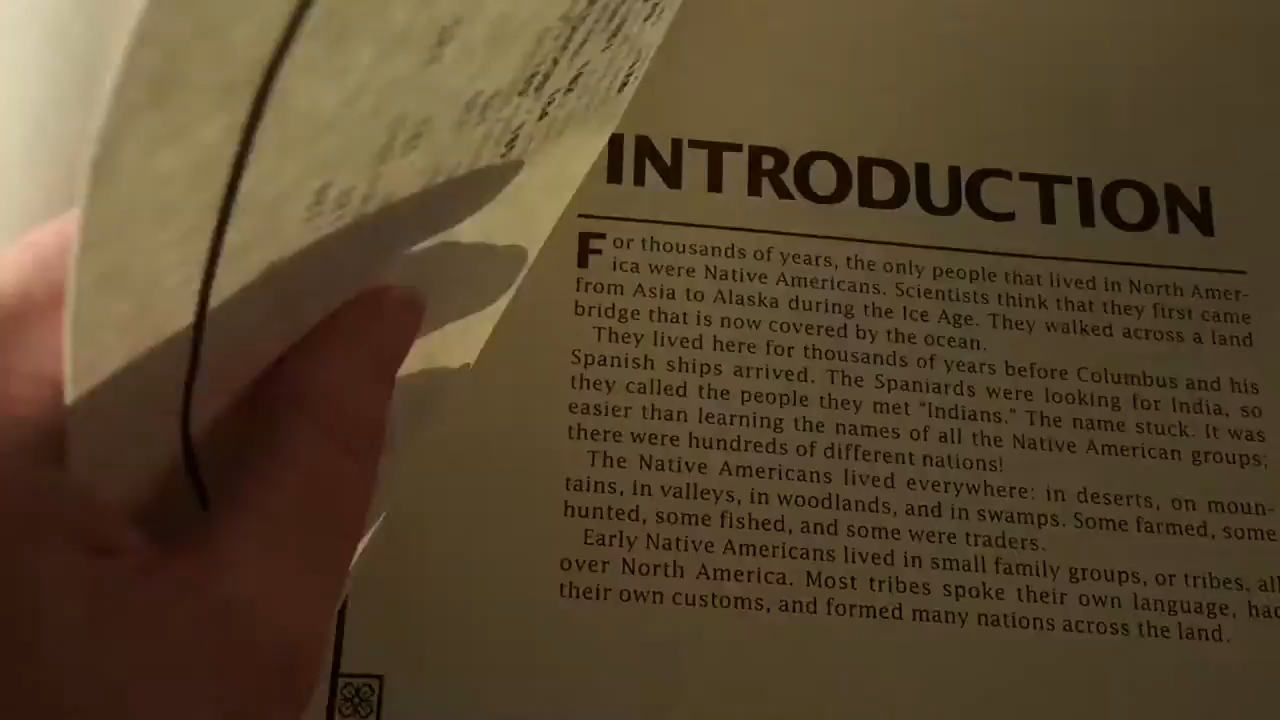 INTRODUCTION
For thousands of years, the only people that lived in North Amer-
ica were Native Americans. Scientists think that they first came
from Asia to Alaska during the Ice Age. They walked across a land
bridge that is now covered by the ocean.
They lived here for thousands of years before Columbus and his
Spanish ships arrived. The Spaniards were looking for India, so
they called the people they met "Indians." The name stuck. It was
easier than learning the names of all the Native American groups;
there were hundreds of different nations!
The Native Americans lived everywhere: in deserts, on moun-
tains, in valleys, in woodlands, and in swamps. Some farmed, some
hunted, some fished, and some were traders.
Early Native Americans lived in small family groups, or tribes, all
over North America. Most tribes spoke their own language, had
their own customs, and formed many nations across the land.